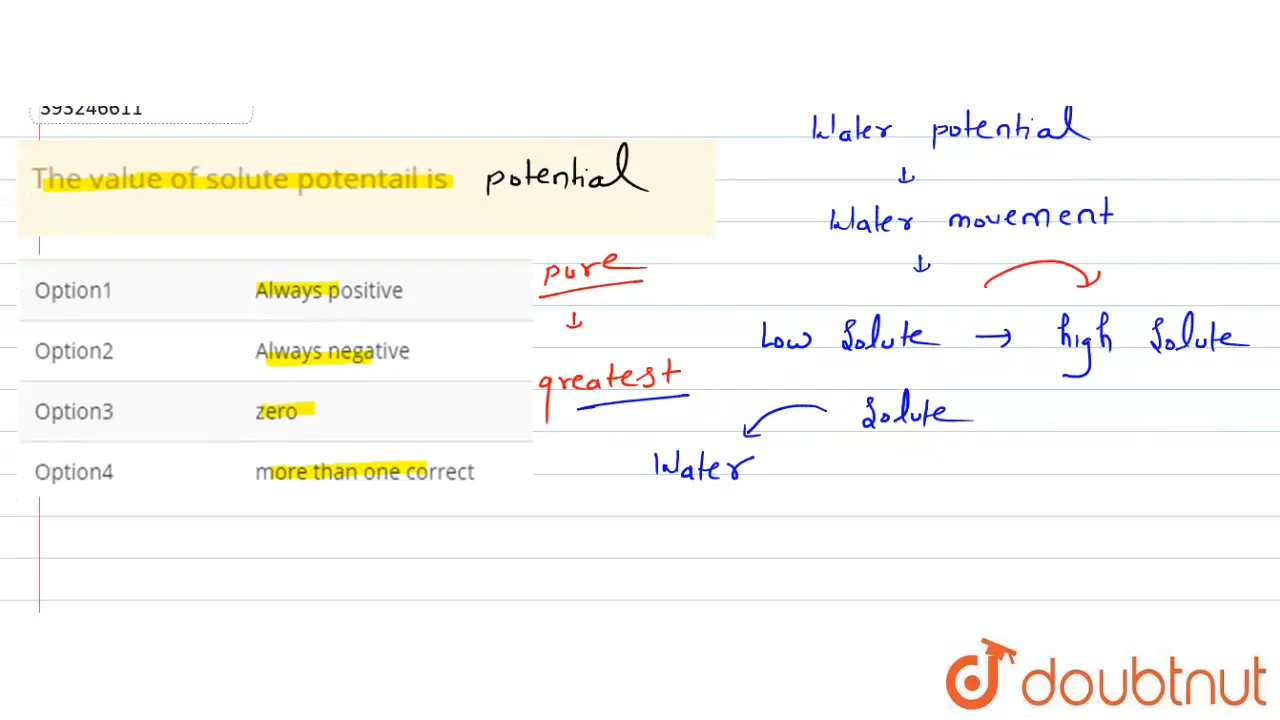 393246611
The value of solute potentail is potential
Option1 Always positive
Option2 Always negative
Option3 zero
Option4 more than one correct
pure
↓
greatest
Water potential
↓
Water movement
↓
Low Solute → high Solute
Solute
Water
doubtnut